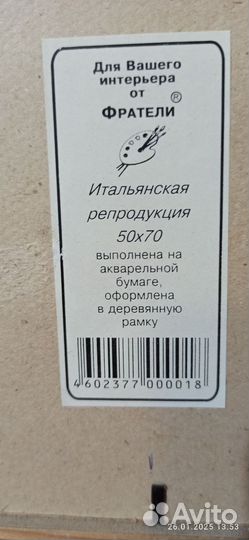 Для Вашего
интерьера
от
ФРАТЕЛИ ®
Итальянская
репродукция
50х70
выполнена на
акварельной
бумаге,
оформлена
в деревянную
рамку
4602377000018
Avito
26.01.2025 13:53